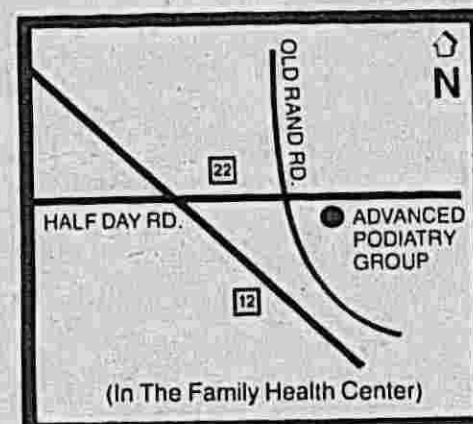 N
OLD RAND RD.
22
HALF DAY RD.
ADVANCED
PODIATRY
GROUP
12
(In The Family Health Center)